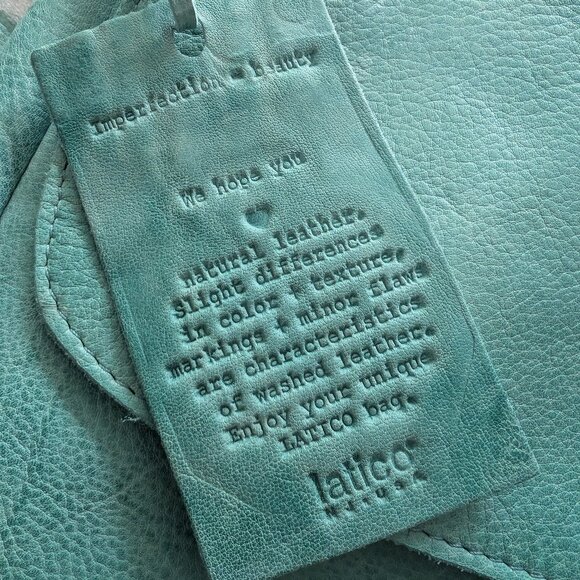 Imperfection = beauty
We hope you
♥
natural leather.
Slight differences
in color + texture,
markings + minor flaws
are characteristics
of washed leather.
Enjoy your unique
LATICO bag.
latico